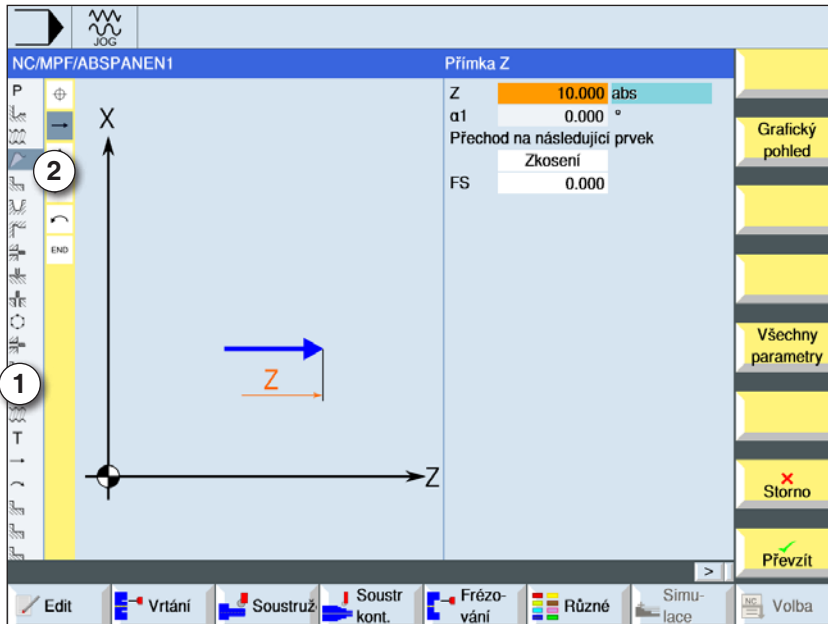 JOG
NC/MPF/ABSPANEN1
Přímka Z
P
Z 10.000 abs
α1 0.000 °
Přechod na následující prvek
Zkosení
FS 0.000
X
2
END
Z
Z
1
T
Grafický
pohled
Všechny
parametry
Storno
Převzít
>
Edit
Vrtání
Soustruž
Soustr
kont.
Frézo-
vání
Různé
Simu-
lace
NC
Volba